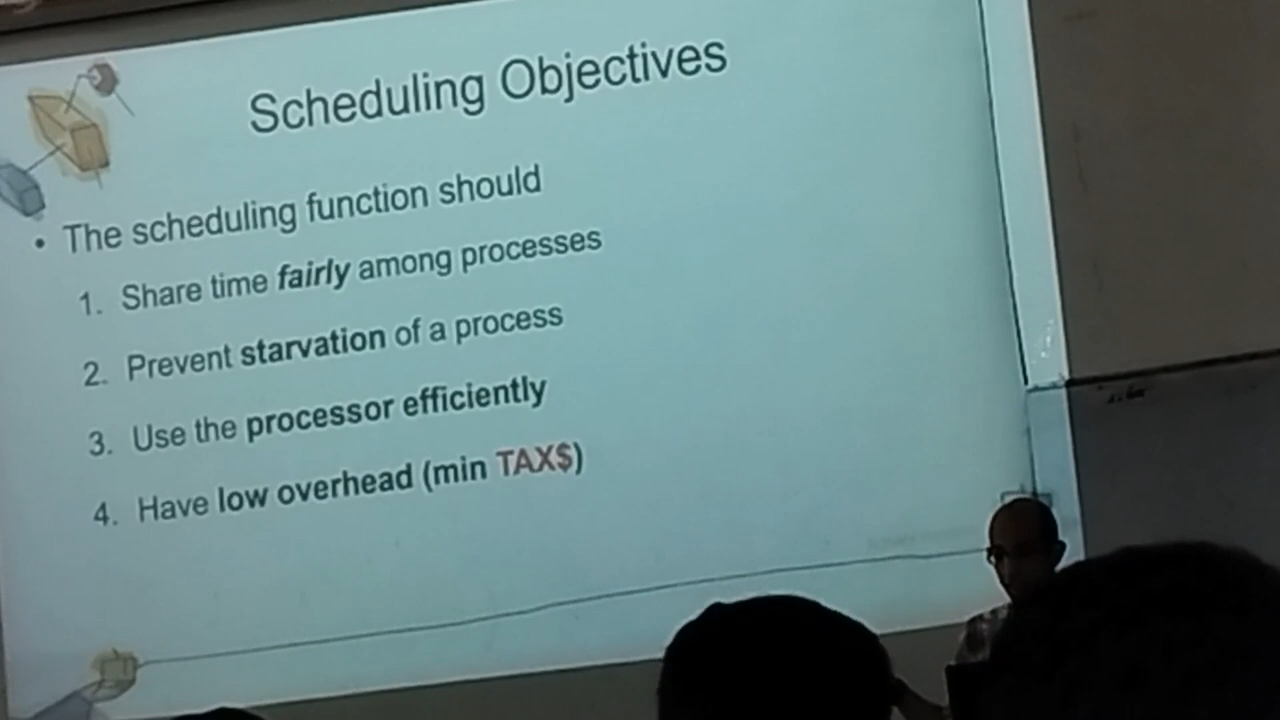 Scheduling Objectives
• The scheduling function should
1. Share time fairly among processes
2. Prevent starvation of a process
3. Use the processor efficiently
4. Have low overhead (min TAX$)